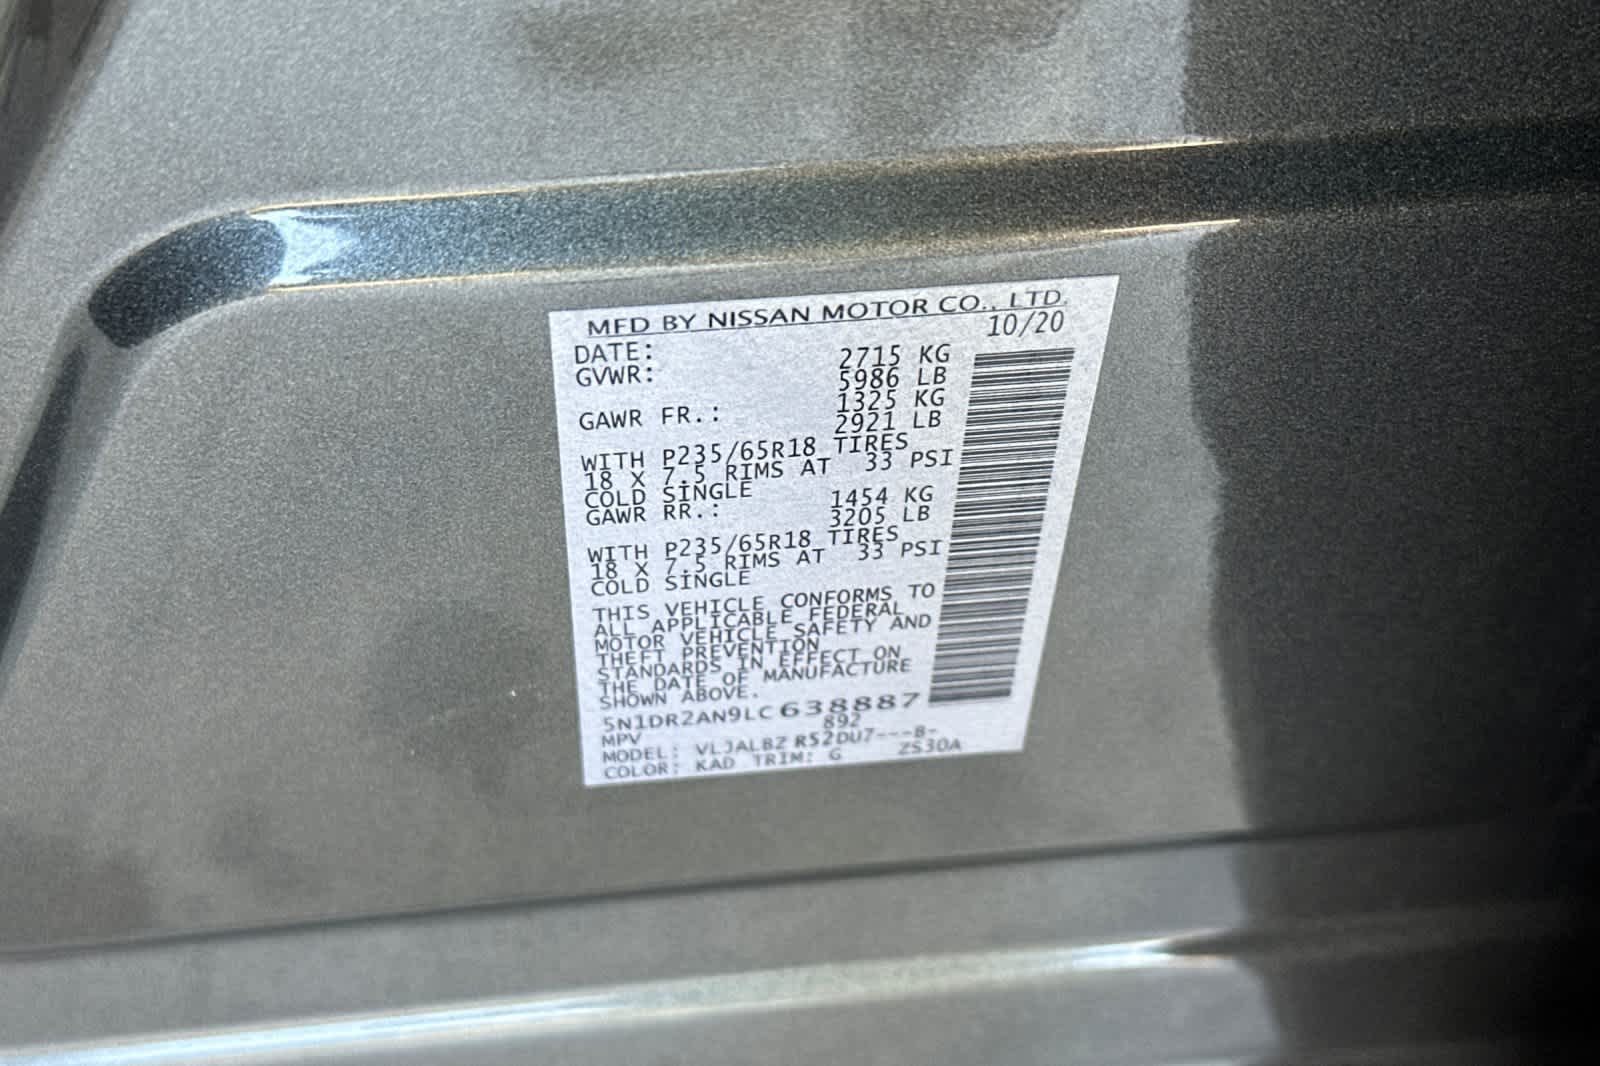 MFD BY NISSAN MOTOR CO., LTD.
DATE: 10/20
GVWR: 2715 KG
5986 LB
GAWR FR.: 1325 KG
2921 LB
WITH P235/65R18 TIRES
18 X 7.5 RIMS AT 33 PSI
COLD SINGLE
GAWR RR.: 1454 KG
3205 LB
WITH P235/65R18 TIRES
18 X 7.5 RIMS AT 33 PSI
COLD SINGLE
THIS VEHICLE CONFORMS TO
ALL APPLICABLE FEDERAL
MOTOR VEHICLE SAFETY AND
THEFT PREVENTION
STANDARDS IN EFFECT ON
THE DATE OF MANUFACTURE
SHOWN ABOVE.
5N1DR2AN9LC638887
MPV 892
MODEL: VLJALBZ RS2DU7---B-
COLOR: KAD TRIM: G ZS30A